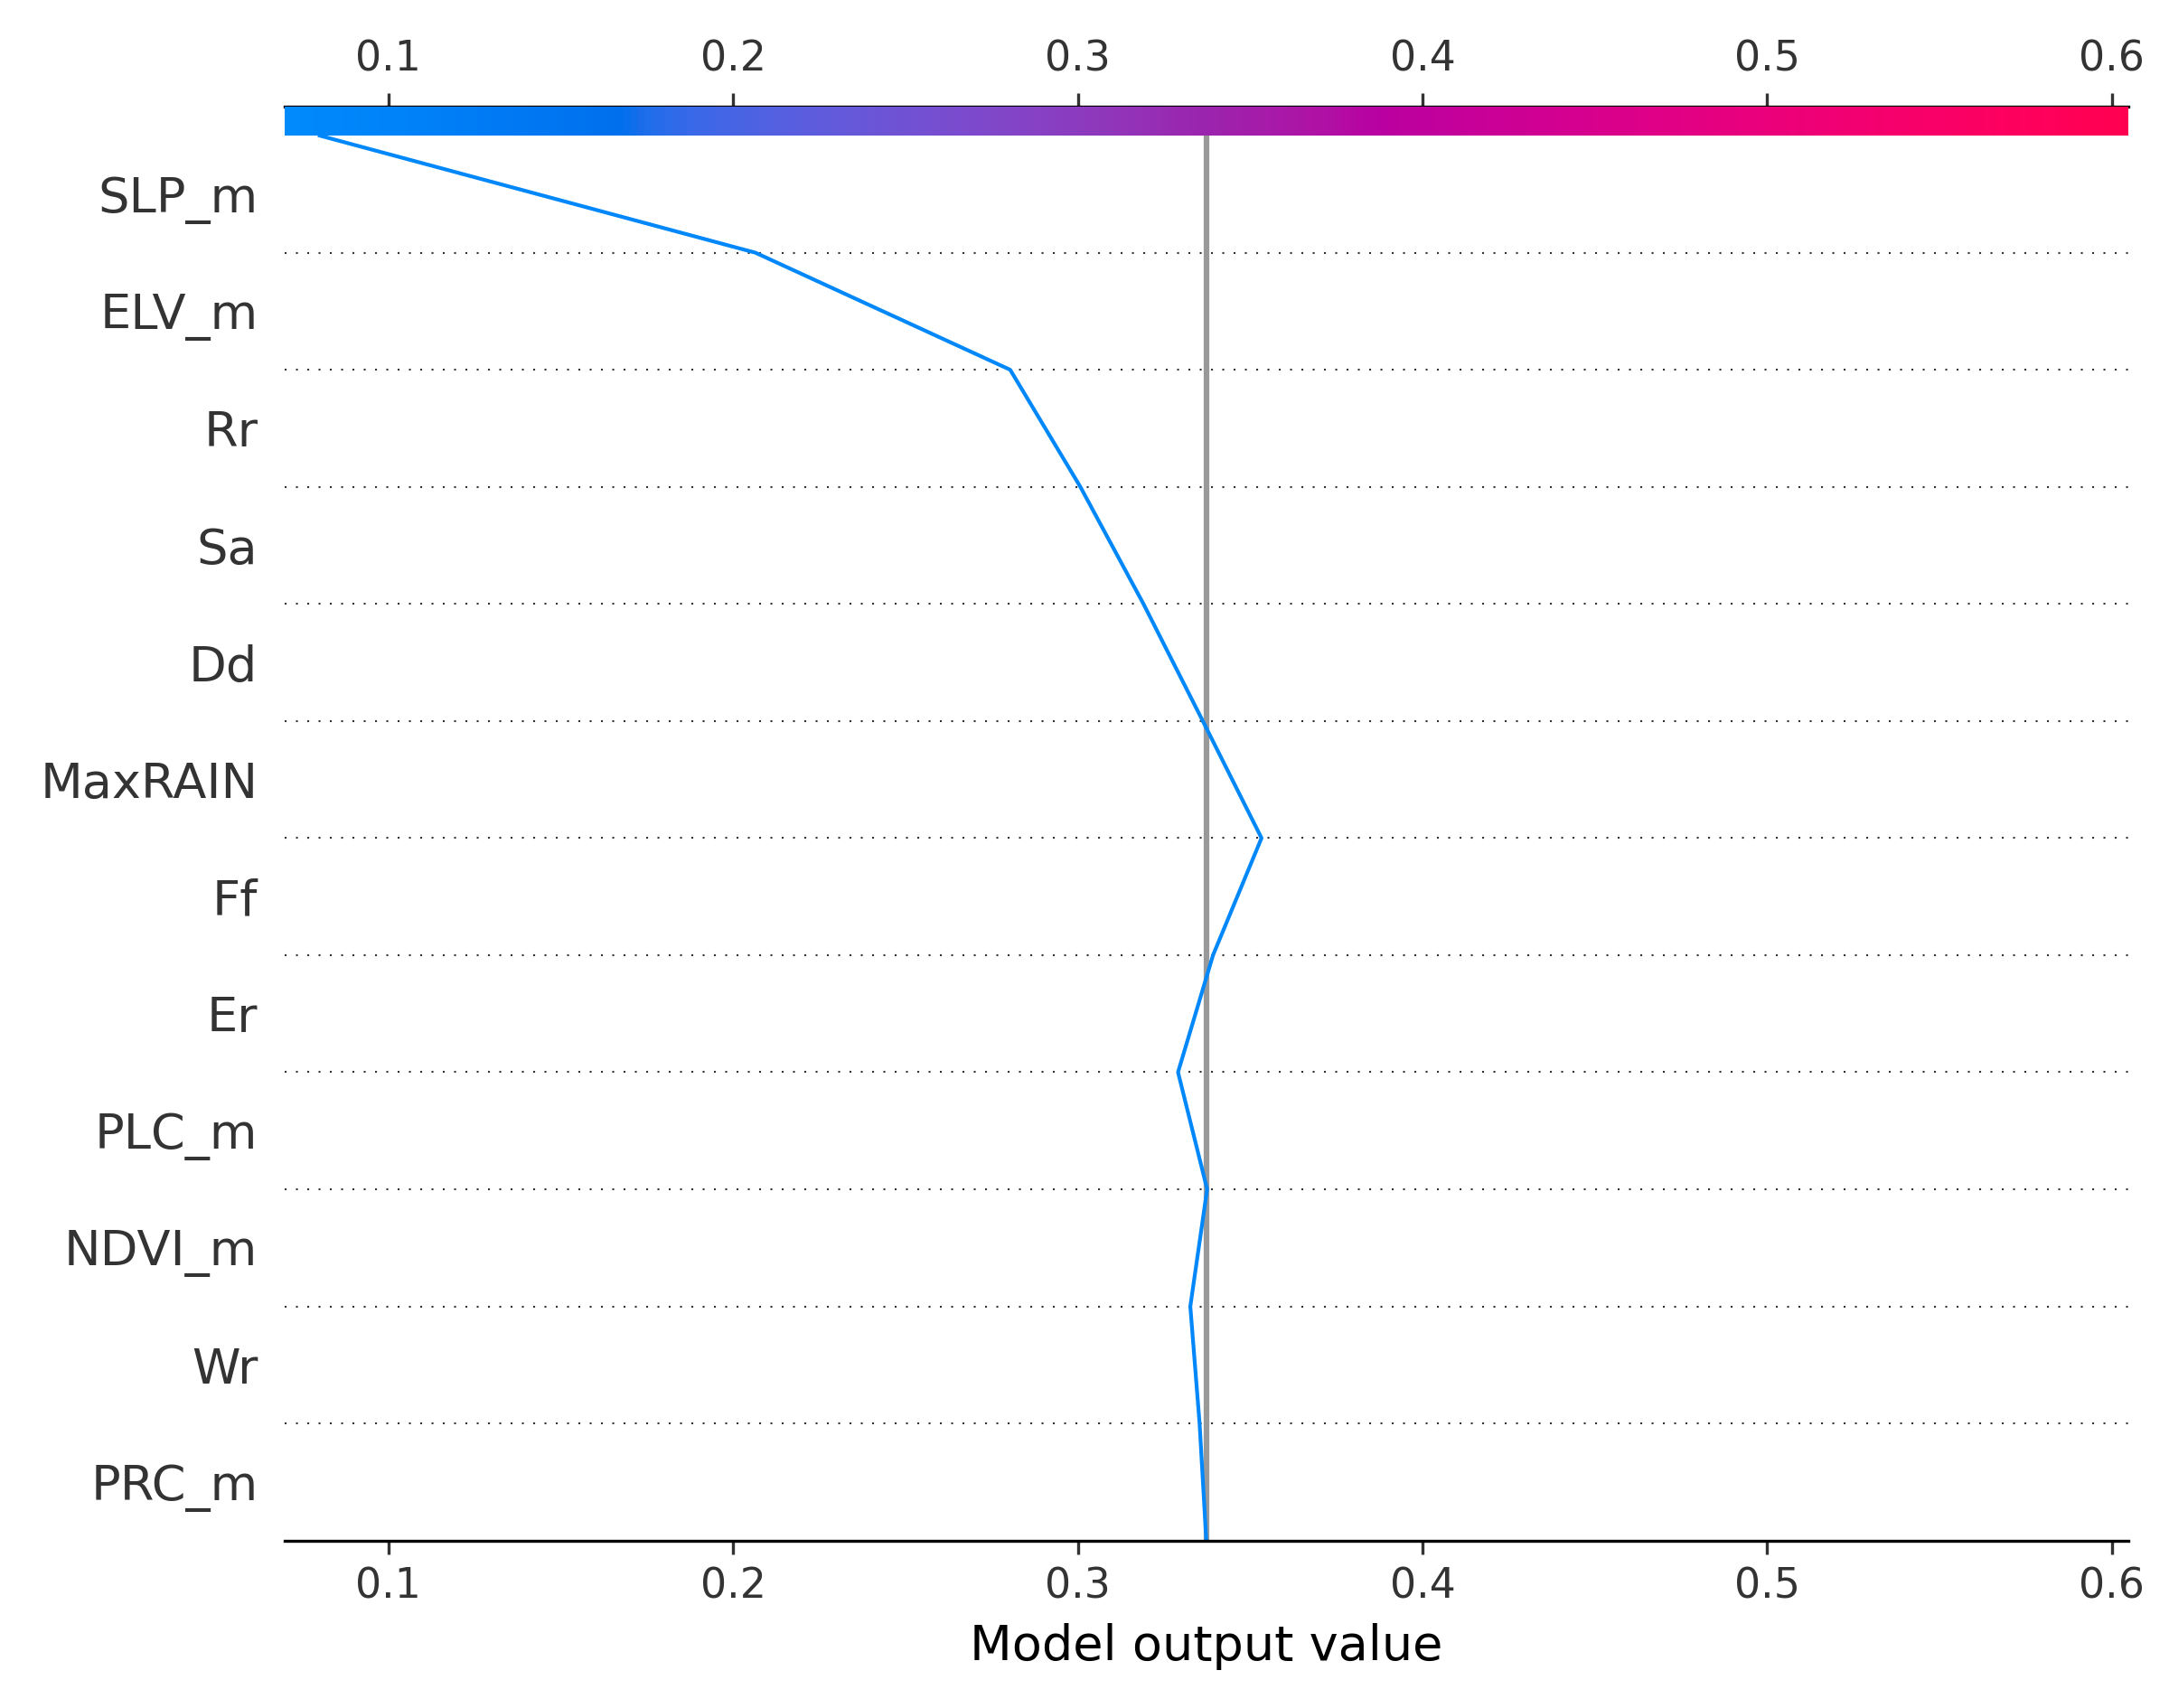 0.1 0.2 0.3 0.4 0.5 0.6
SLP_m
ELV_m
Rr
Sa
Dd
MaxRAIN
Ff
Er
PLC_m
NDVI_m
Wr
PRC_m
0.1 0.2 0.3 0.4 0.5 0.6
Model output value